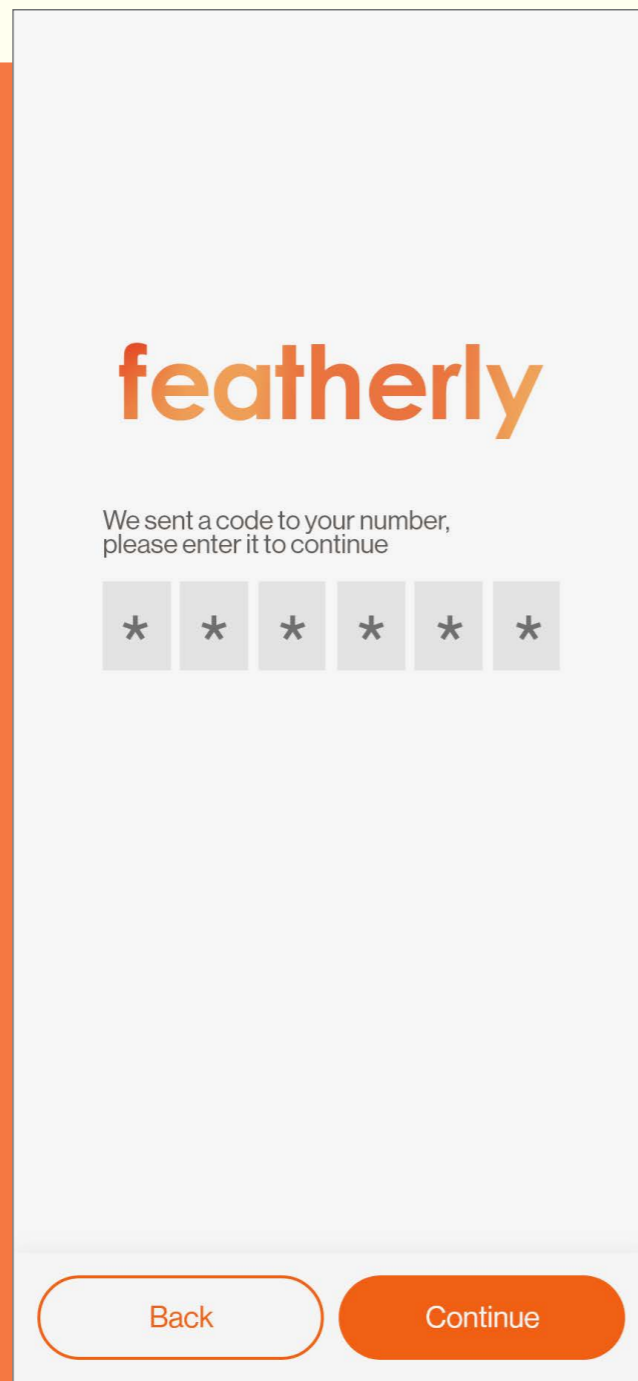 featherly
We sent a code to your number,
please enter it to continue
* * * * * *
Back Continue